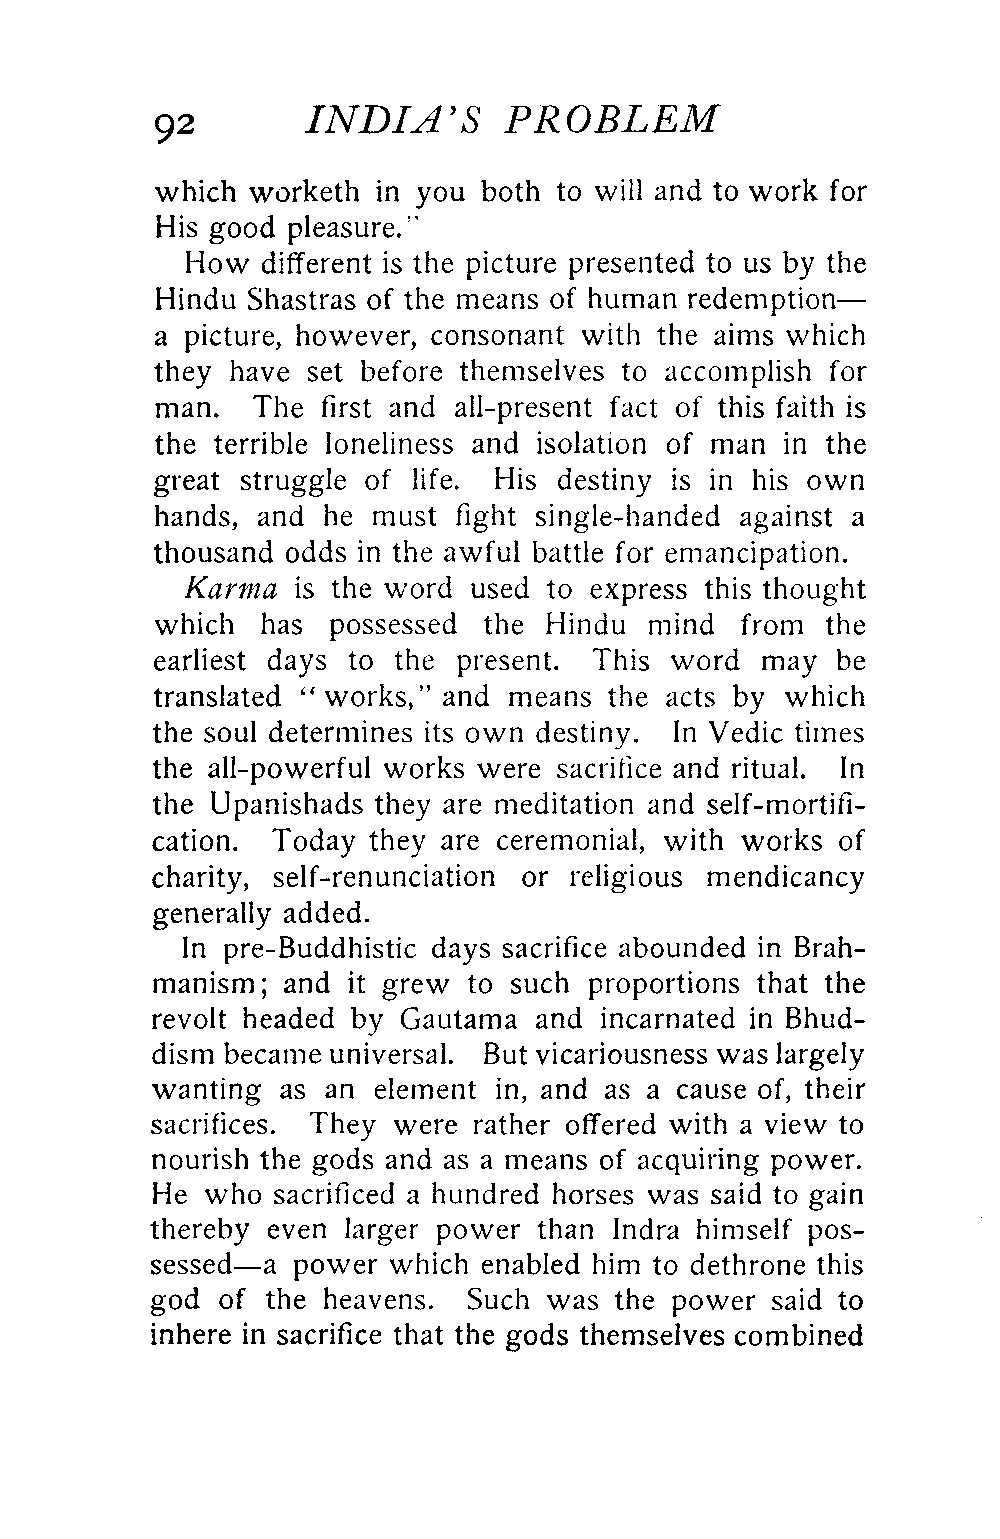 92 INDIA'S PROBLEM
which worketh in you both to will and to work for
His good pleasure."
How different is the picture presented to us by the
Hindu Shastras of the means of human redemption—
a picture, however, consonant with the aims which
they have set before themselves to accomplish for
man. The first and all-present fact of this faith is
the terrible loneliness and isolation of man in the
great struggle of life. His destiny is in his own
hands, and he must fight single-handed against a
thousand odds in the awful battle for emancipation.
Karma is the word used to express this thought
which has possessed the Hindu mind from the
earliest days to the present. This word may be
translated "works," and means the acts by which
the soul determines its own destiny. In Vedic times
the all-powerful works were sacrifice and ritual. In
the Upanishads they are meditation and self-mortifi-
cation. Today they are ceremonial, with works of
charity, self-renunciation or religious mendicancy
generally added.
In pre-Buddhistic days sacrifice abounded in Brah-
manism; and it grew to such proportions that the
revolt headed by Gautama and incarnated in Bhud-
dism became universal. But vicariousness was largely
wanting as an element in, and as a cause of, their
sacrifices. They were rather offered with a view to
nourish the gods and as a means of acquiring power.
He who sacrificed a hundred horses was said to gain
thereby even larger power than Indra himself pos-
sessed—a power which enabled him to dethrone this
god of the heavens. Such was the power said to
inhere in sacrifice that the gods themselves combined